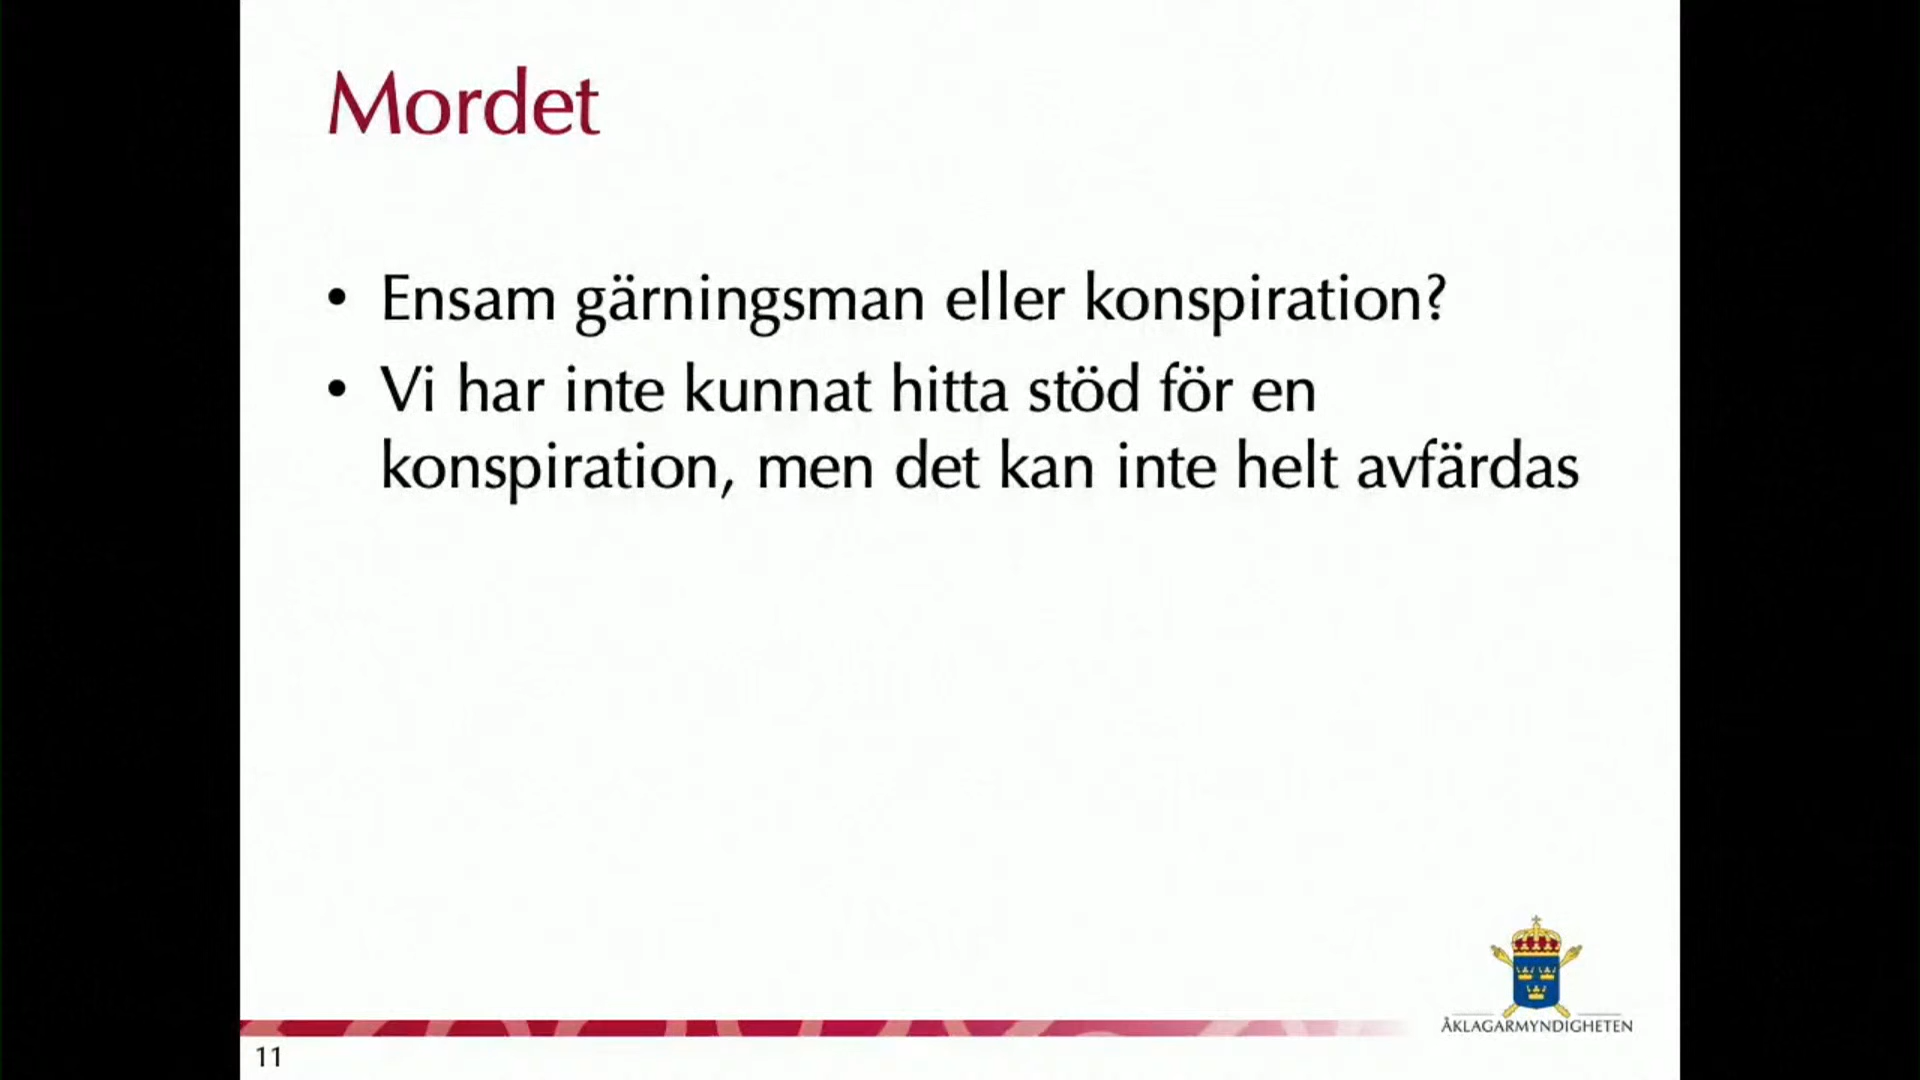 Mordet
• Ensam gärningsman eller konspiration?
• Vi har inte kunnat hitta stöd för en
konspiration, men det kan inte helt avfärdas
ÅKLAGARMYNDIGHETEN
11